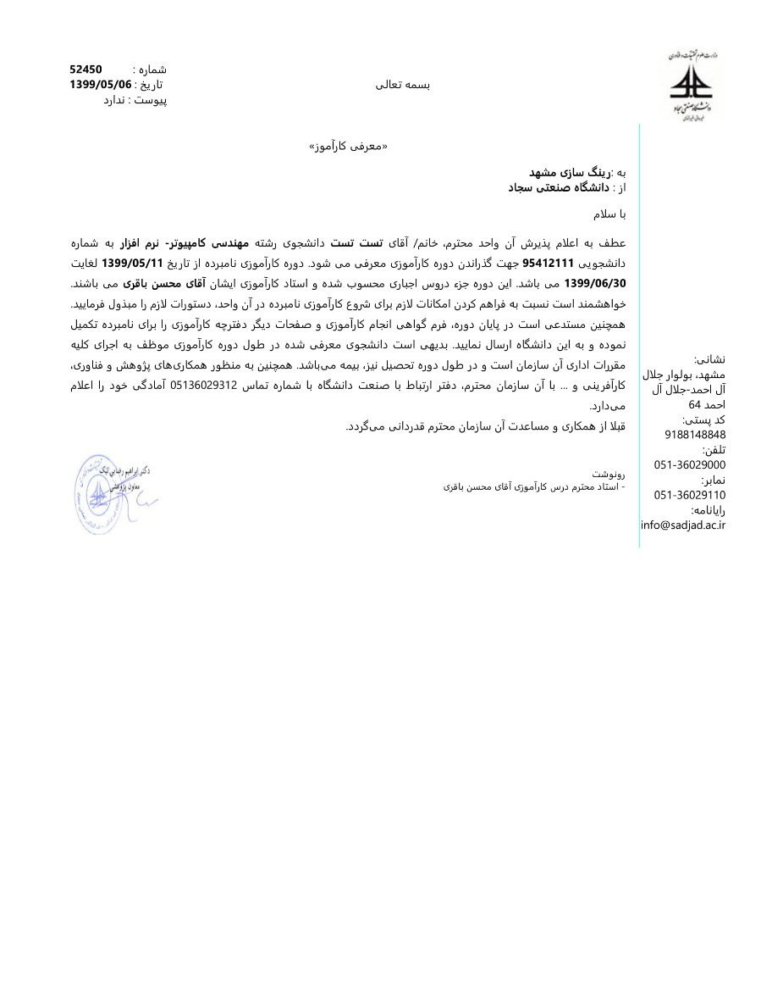 وزارت علوم تحقیقات و فناوری
دانشگاه صنعتی سجاد
شماره : 52450
تاریخ : 1399/05/06
پیوست : ندارد
بسمه تعالی
«معرفی کارآموز»
به :رینگ سازی مشهد
از : دانشگاه صنعتی سجاد
با سلام
عطف به اعلام پذیرش آن واحد محترم، خانم/ آقای تست تست دانشجوی رشته مهندسی کامپیوتر- نرم افزار به شماره
دانشجویی 95412111 جهت گذراندن دوره کارآموزی معرفی می شود. دوره کارآموزی نامبرده از تاریخ 1399/05/11 لغایت
1399/06/30 می باشد. این دوره جزء دروس اجباری محسوب شده و استاد کارآموزی ایشان آقای محسن باقری می باشند.
خواهشمند است نسبت به فراهم کردن امکانات لازم برای شروع کارآموزی نامبرده در آن واحد، دستورات لازم را مبذول فرمایید.
همچنین مستدعی است در پایان دوره، فرم گواهی انجام کارآموزی و صفحات دیگر دفترچه کارآموزی را برای نامبرده تکمیل
نموده و به این دانشگاه ارسال نمایید. بدیهی است دانشجوی معرفی شده در طول دوره کارآموزی موظف به اجرای کلیه
مقررات اداری آن سازمان است و در طول دوره تحصیل نیز، بیمه می‌باشد. همچنین به منظور همکاری‌های پژوهش و فناوری،
کارآفرینی و ... با آن سازمان محترم، دفتر ارتباط با صنعت دانشگاه با شماره تماس 05136029312 آمادگی خود را اعلام
می‌دارد.
قبلا از همکاری و مساعدت آن سازمان محترم قدردانی می‌گردد.
رونوشت
- استاد محترم درس کارآموزی آقای محسن باقری
دکتر ابراهیم رضایی نیک
معاون پژوهشی
نشانی:
مشهد، بولوار جلال
آل احمد-جلال آل
احمد 64
کد پستی:
9188148848
تلفن:
051-36029000
نمابر:
051-36029110
رایانامه:
info@sadjad.ac.ir